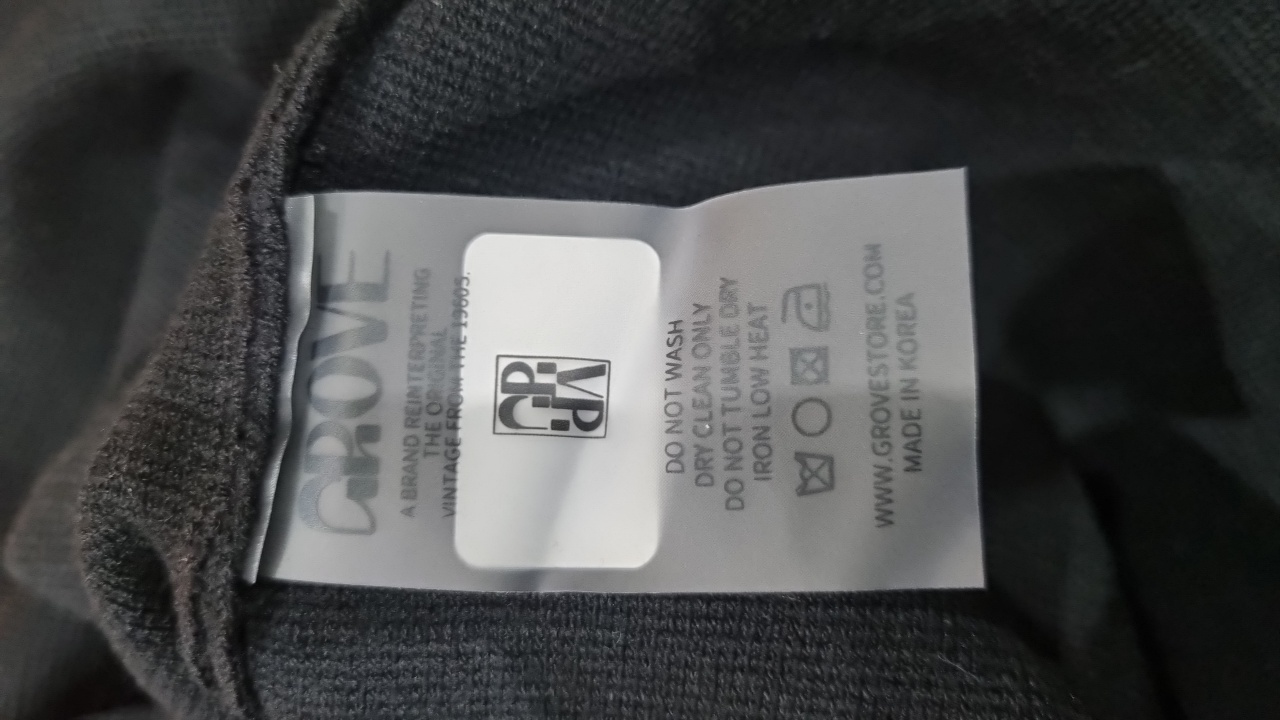 GROVE
A BRAND REINTERPRETING
THE ORIGINAL
VINTAGE FROM THE 1960S.
DO NOT WASH
DRY CLEAN ONLY
DO NOT TUMBLE DRY
IRON LOW HEAT
WWW.GROVESTORE.COM
MADE IN KOREA